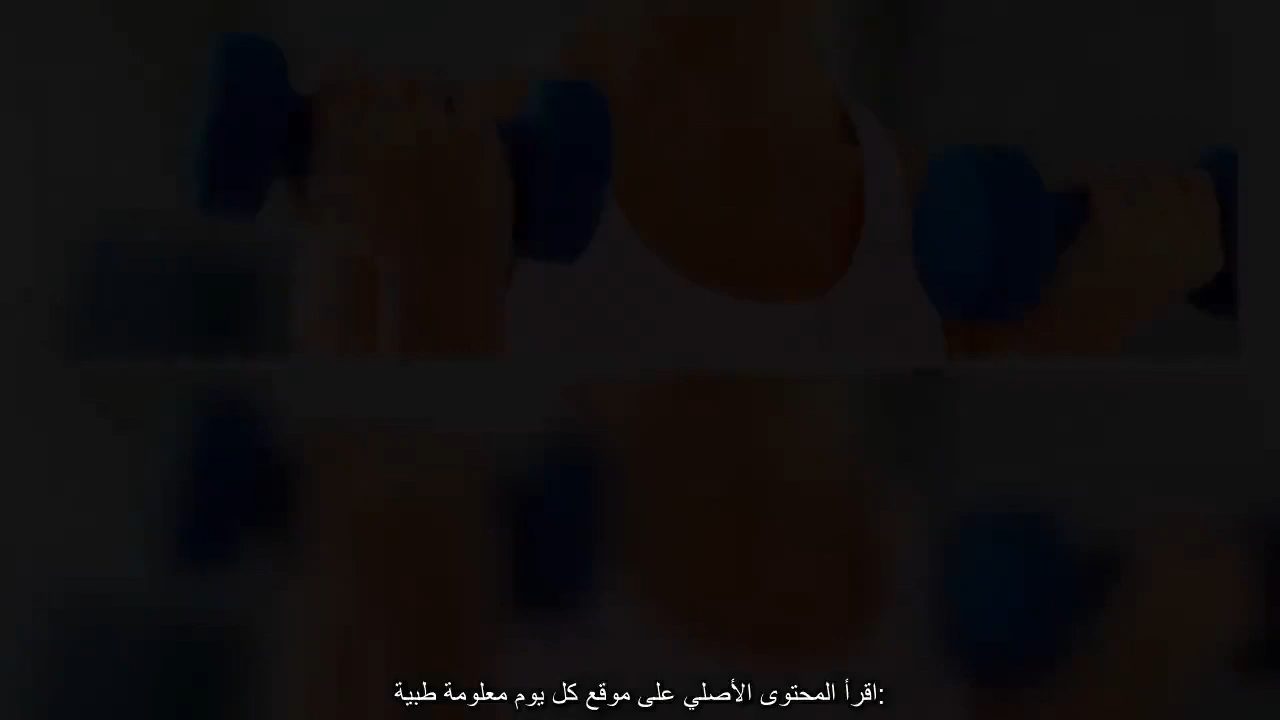 اقرأ المحتوى الأصلي على موقع كل يوم معلومة طبية: